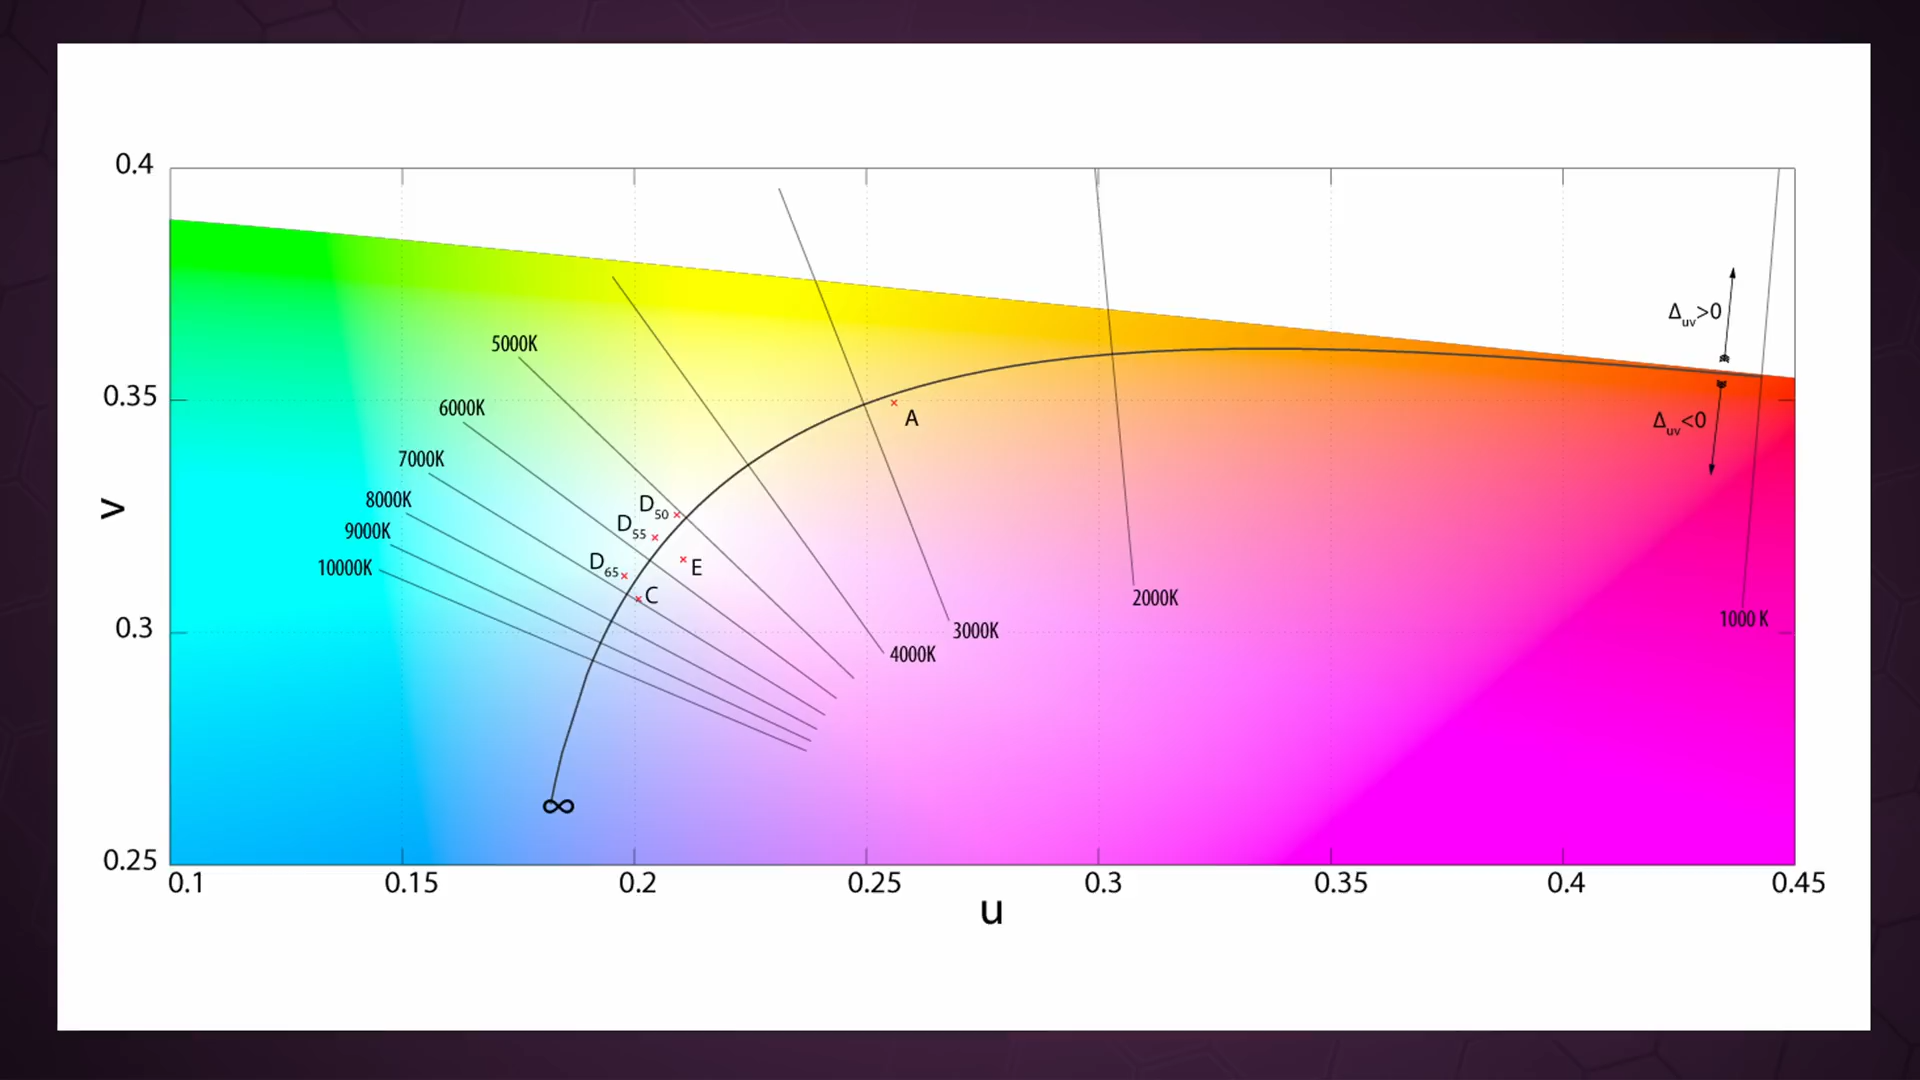 0.4
Δuv>0
5000K
0.35
6000K
A
Δuv<0
7000K
8000K
D50
v
D55
9000K
D65
E
10000K
C
2000K
1000 K
0.3
3000K
4000K
∞
0.25
0.1 0.15 0.2 0.25 0.3 0.35 0.4 0.45
u